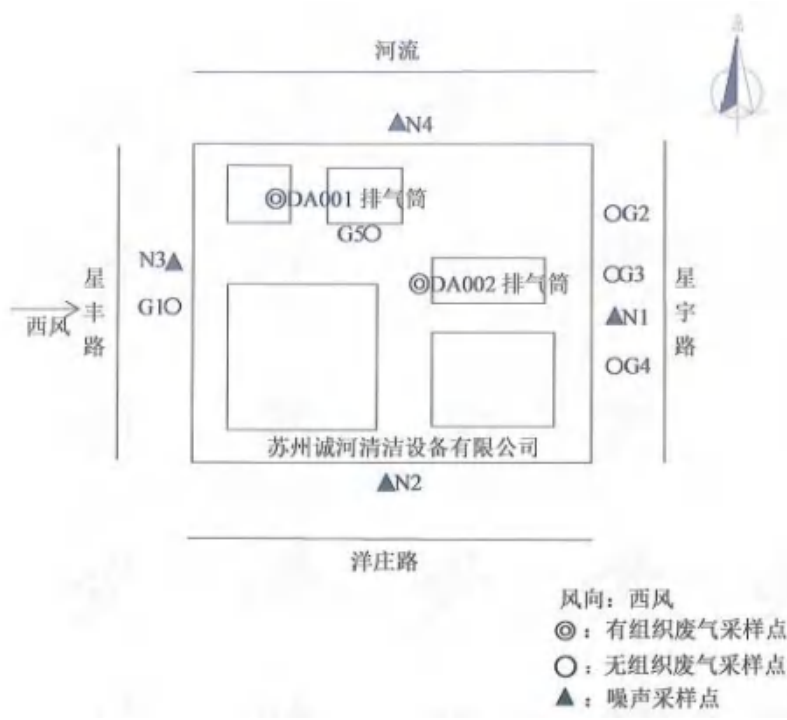 北
河流
▲N4
◎DA001 排气筒
G5○
○G2
N3▲
○G3
◎DA002 排气筒
星丰路
星宇路
G1○
▲N1
西风
○G4
苏州诚河清洁设备有限公司
▲N2
洋庄路
风向：西风
◎：有组织废气采样点
○：无组织废气采样点
▲：噪声采样点